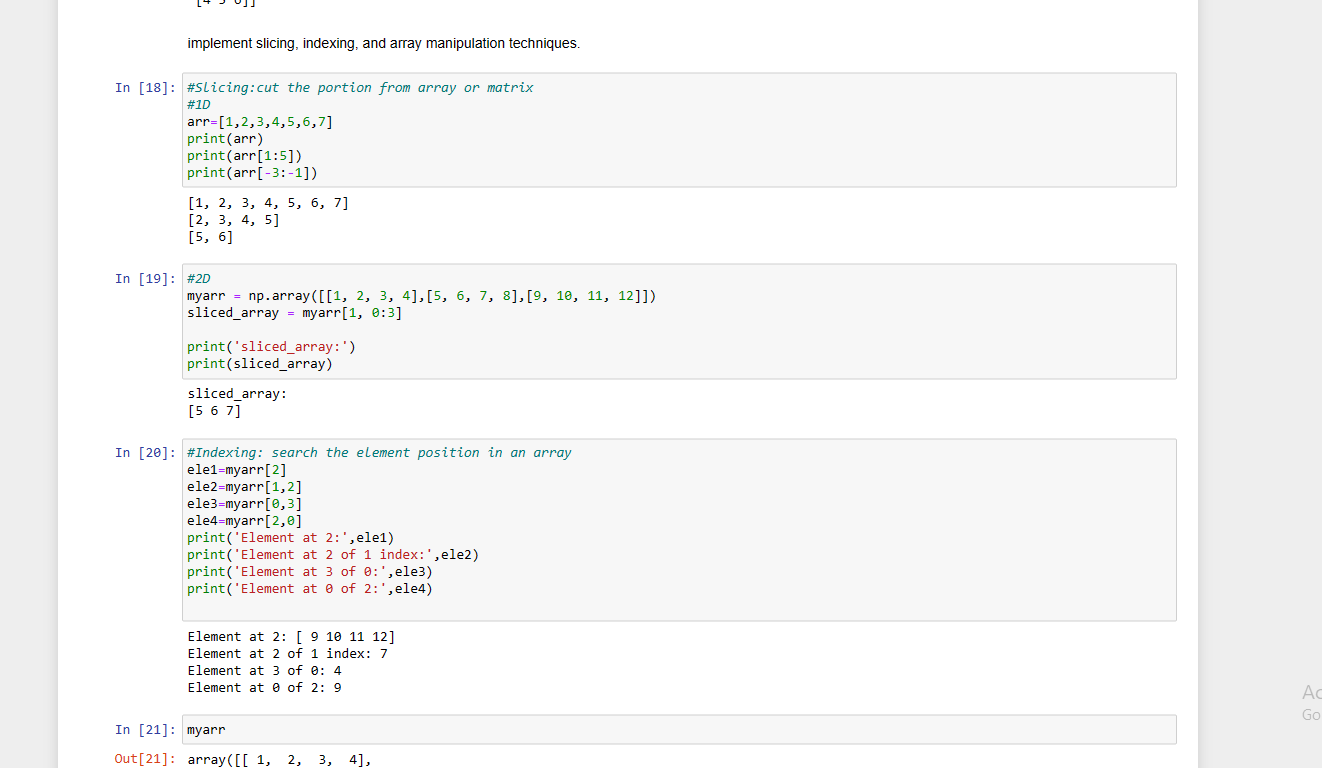 [4 5 6]]
implement slicing, indexing, and array manipulation techniques.
In [18]: #Slicing:cut the portion from array or matrix
#1D
arr=[1,2,3,4,5,6,7]
print(arr)
print(arr[1:5])
print(arr[-3:-1])
[1, 2, 3, 4, 5, 6, 7]
[2, 3, 4, 5]
[5, 6]
In [19]: #2D
myarr = np.array([[1, 2, 3, 4],[5, 6, 7, 8],[9, 10, 11, 12]])
sliced_array = myarr[1, 0:3]
print('sliced_array:')
print(sliced_array)
sliced_array:
[5 6 7]
In [20]: #Indexing: search the element position in an array
ele1=myarr[2]
ele2=myarr[1,2]
ele3=myarr[0,3]
ele4=myarr[2,0]
print('Element at 2:',ele1)
print('Element at 2 of 1 index:',ele2)
print('Element at 3 of 0:',ele3)
print('Element at 0 of 2:',ele4)
Element at 2: [ 9 10 11 12]
Element at 2 of 1 index: 7
Element at 3 of 0: 4
Element at 0 of 2: 9
Ac
Go
In [21]: myarr
Out[21]: array([[ 1,  2,  3,  4],